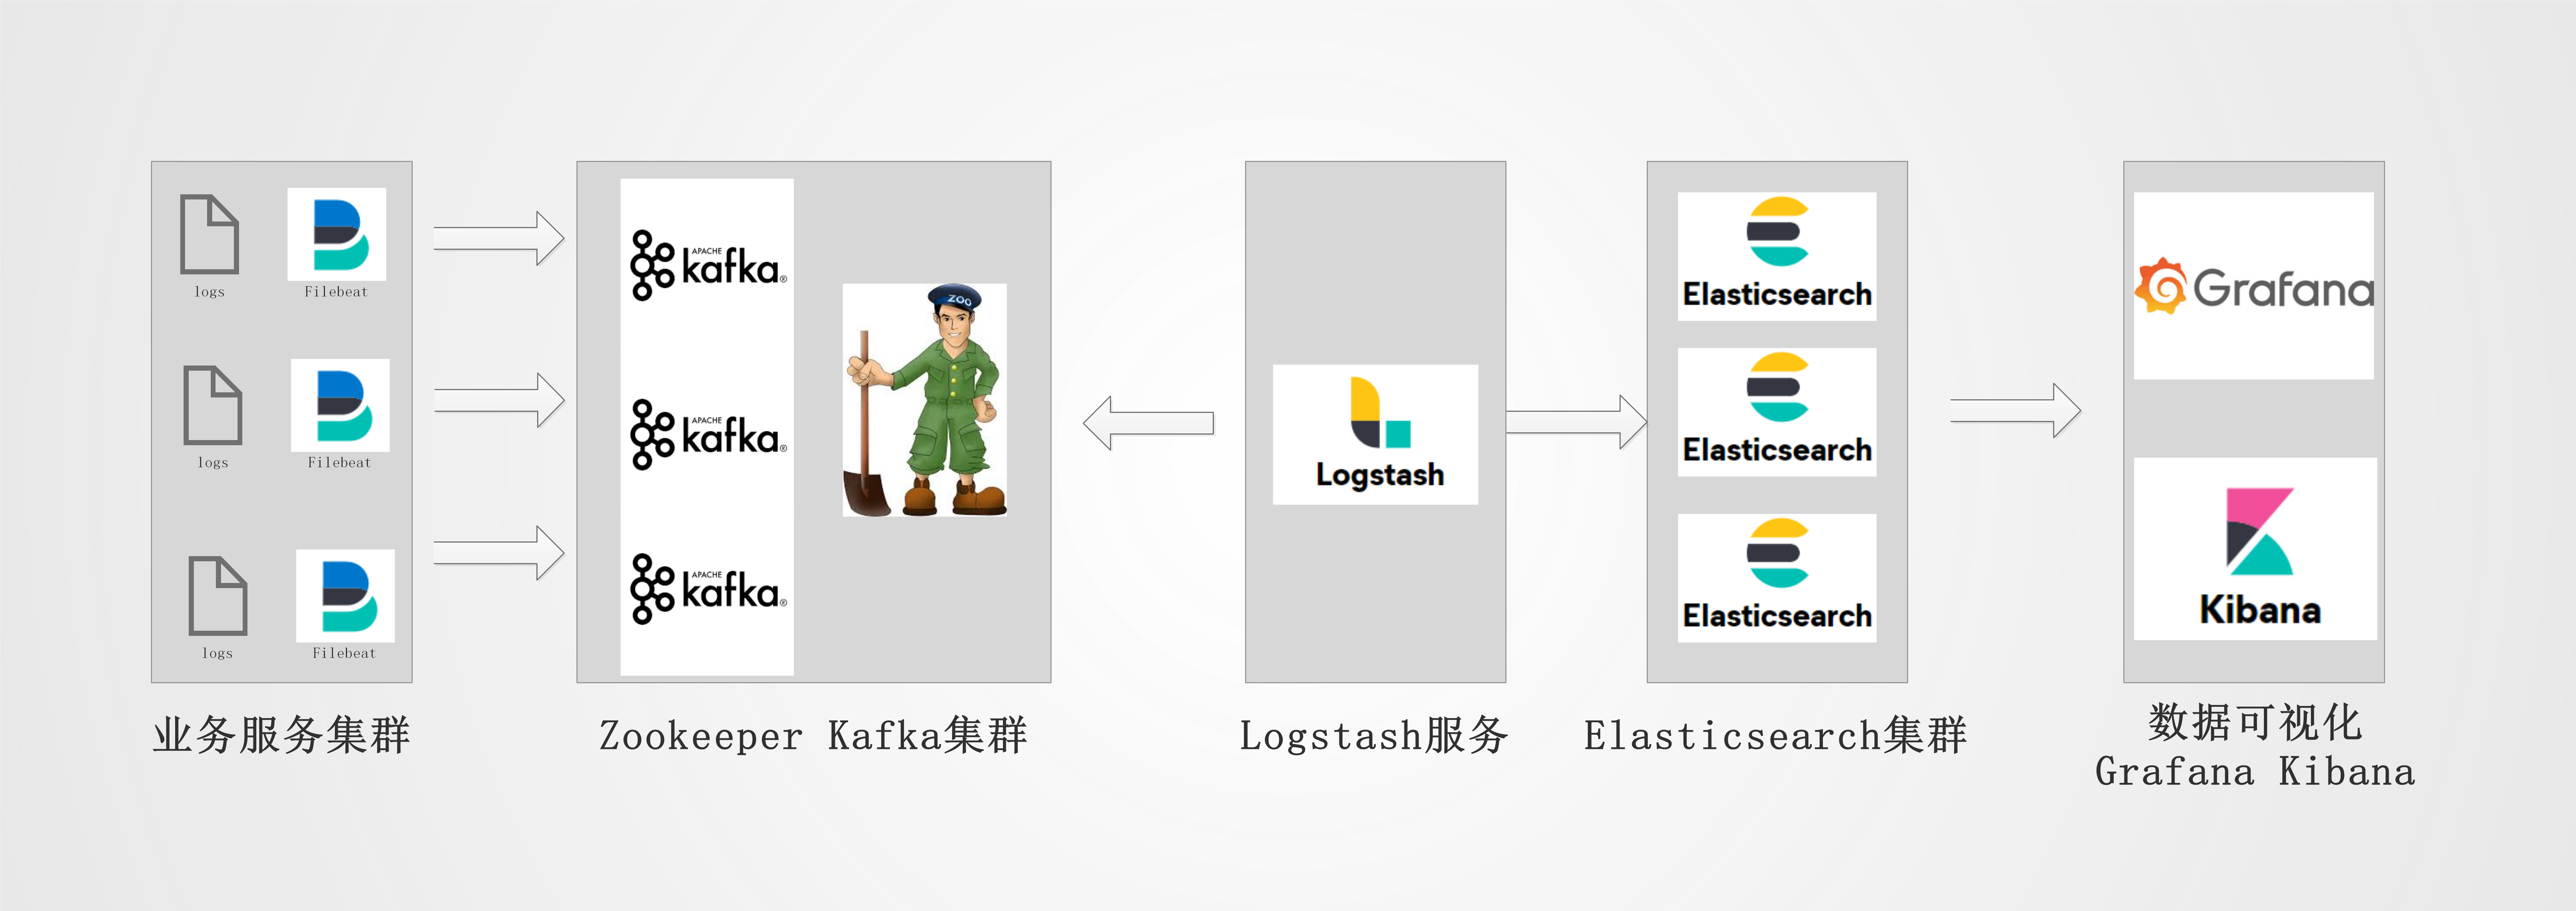 logs
Filebeat
logs
Filebeat
logs
Filebeat
业务服务集群
APACHE
kafka®
APACHE
kafka®
APACHE
kafka®
ZOO
Zookeeper Kafka集群
Logstash
Logstash服务
Elasticsearch
Elasticsearch
Elasticsearch
Elasticsearch集群
Grafana
Kibana
数据可视化
Grafana Kibana